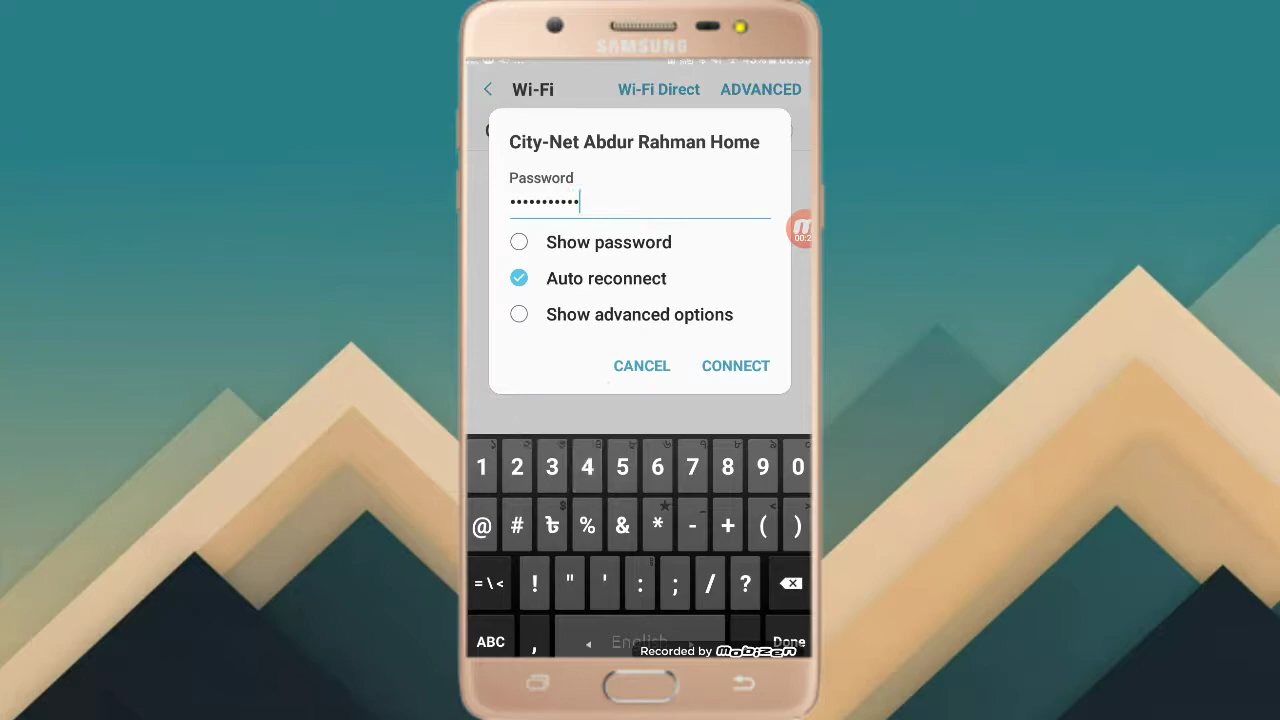 SAMSUNG
Wi-Fi Wi-Fi Direct ADVANCED
City-Net Abdur Rahman Home
Password
•••••••••••
Show password
Auto reconnect
Show advanced options
CANCEL CONNECT
1 2 3 4 5 6 7 8 9 0
@ # ৳ % & * - + ( )
= \ < ! " ' : ; / ?
ABC , English Done
Recorded by Mobizen